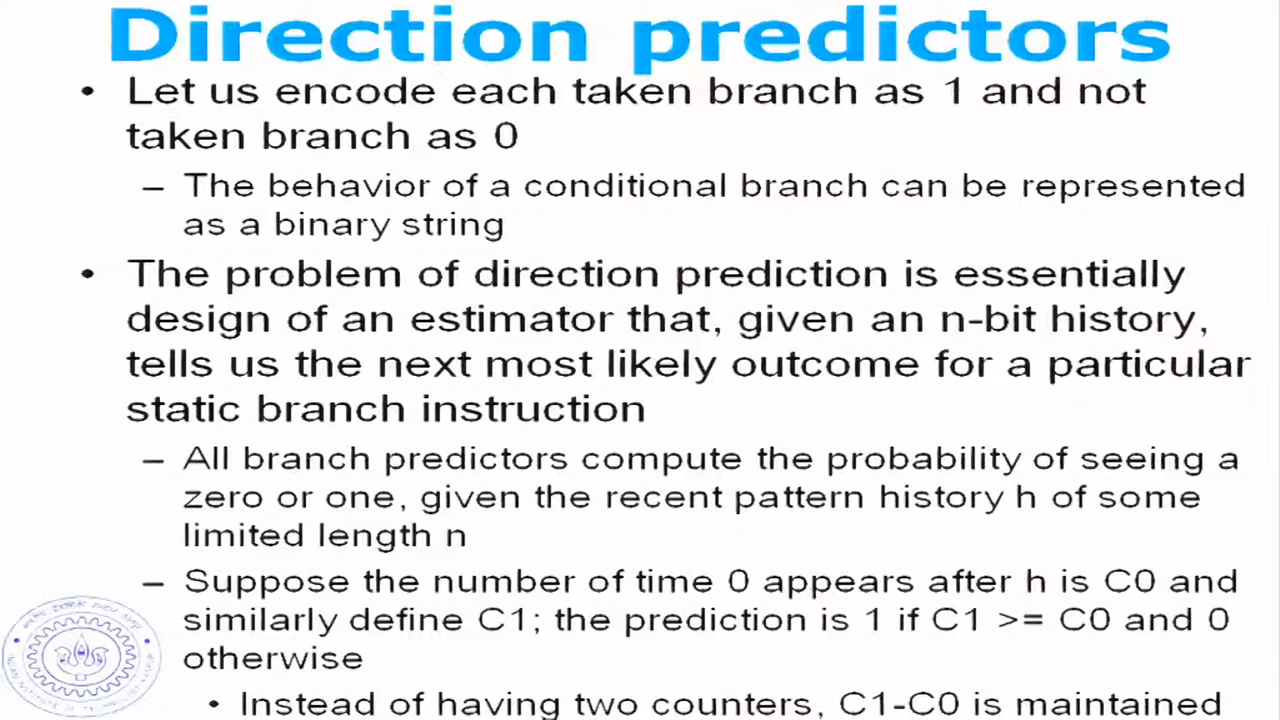 Direction predictors
• Let us encode each taken branch as 1 and not
taken branch as 0
– The behavior of a conditional branch can be represented
as a binary string
• The problem of direction prediction is essentially
design of an estimator that, given an n-bit history,
tells us the next most likely outcome for a particular
static branch instruction
– All branch predictors compute the probability of seeing a
zero or one, given the recent pattern history h of some
limited length n
– Suppose the number of time 0 appears after h is C0 and
similarly define C1; the prediction is 1 if C1 >= C0 and 0
otherwise
• Instead of having two counters, C1-C0 is maintained